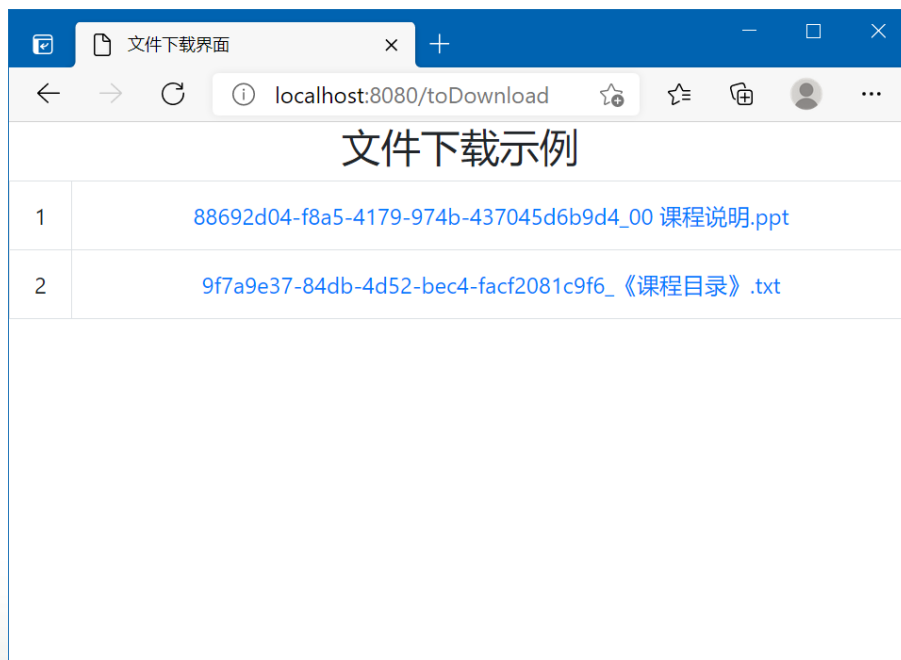 文件下载界面
localhost:8080/toDownload
文件下载示例
1 88692d04-f8a5-4179-974b-437045d6b9d4_00 课程说明.ppt
2 9f7a9e37-84db-4d52-bec4-facf2081c9f6_《课程目录》.txt